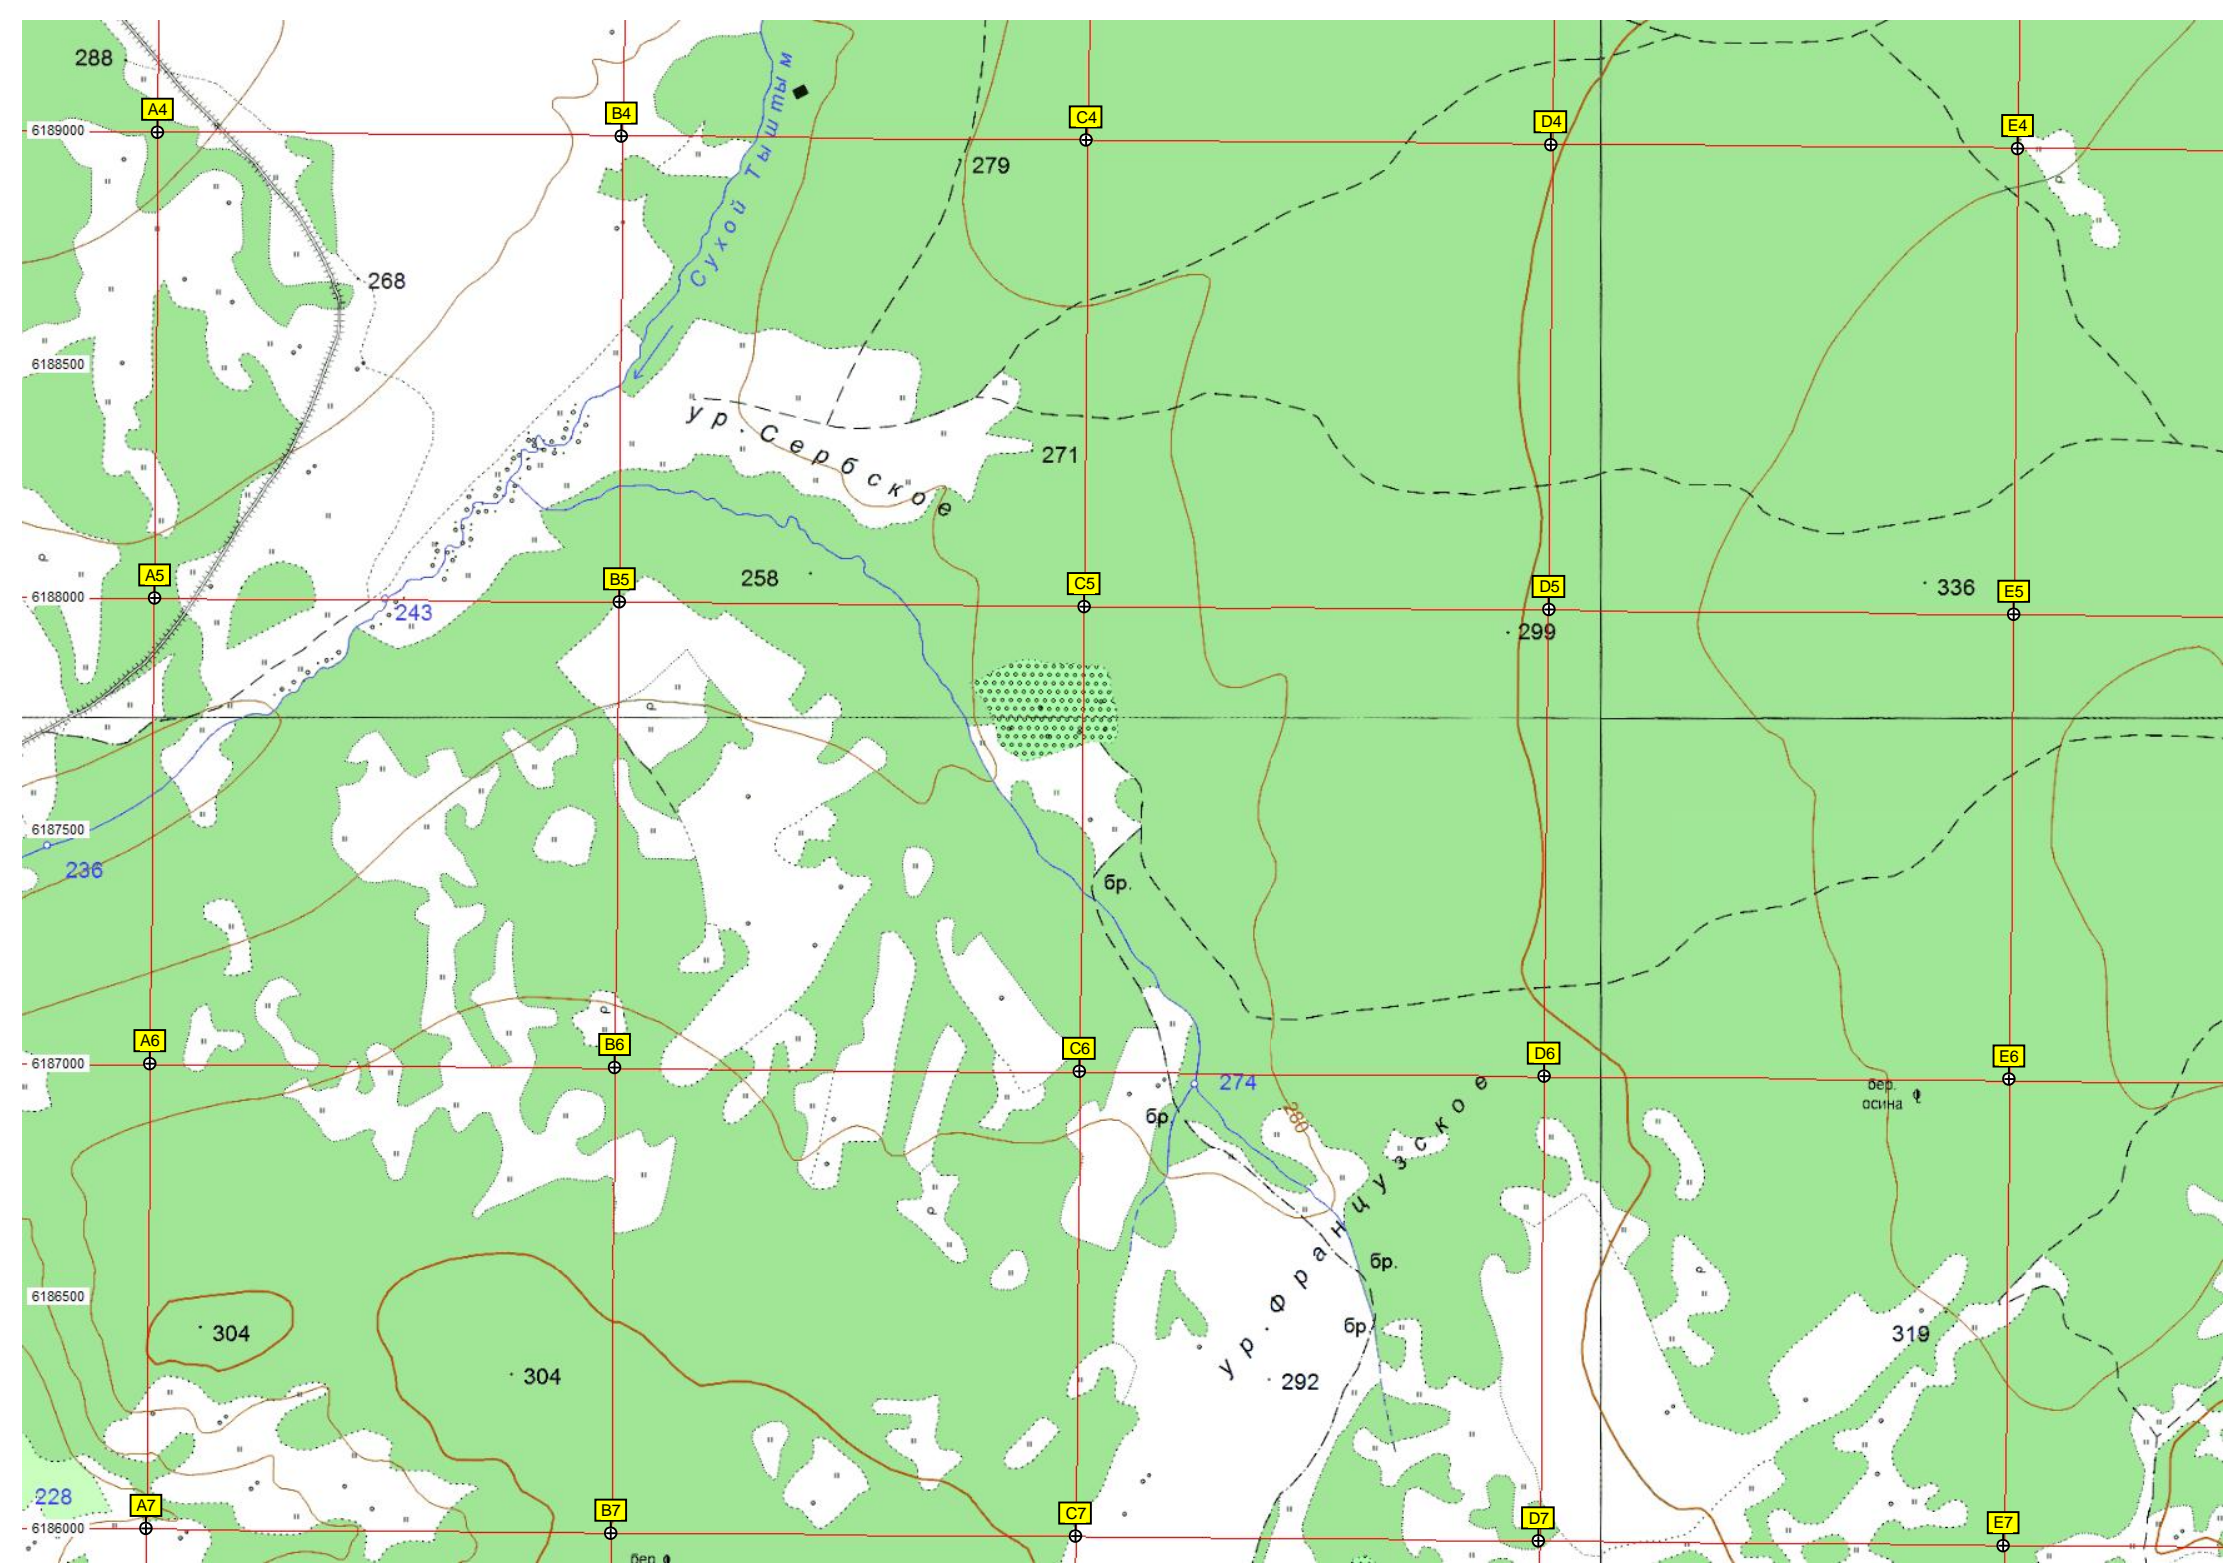 288
A4
B4
C4
D4
E4
6189000
Сухой Тыштым
279
268
6188500
ур. Сербское
271
A5
B5
C5
D5
E5
6188000
258
336
243
299
6187500
236
бр.
A6
B6
C6
D6
E6
6187000
274
бер.
осина
бр.
280
ур. Французское
бр.
6186500
304
бр.
319
304
292
228
A7
B7
C7
D7
E7
6186000
бер.